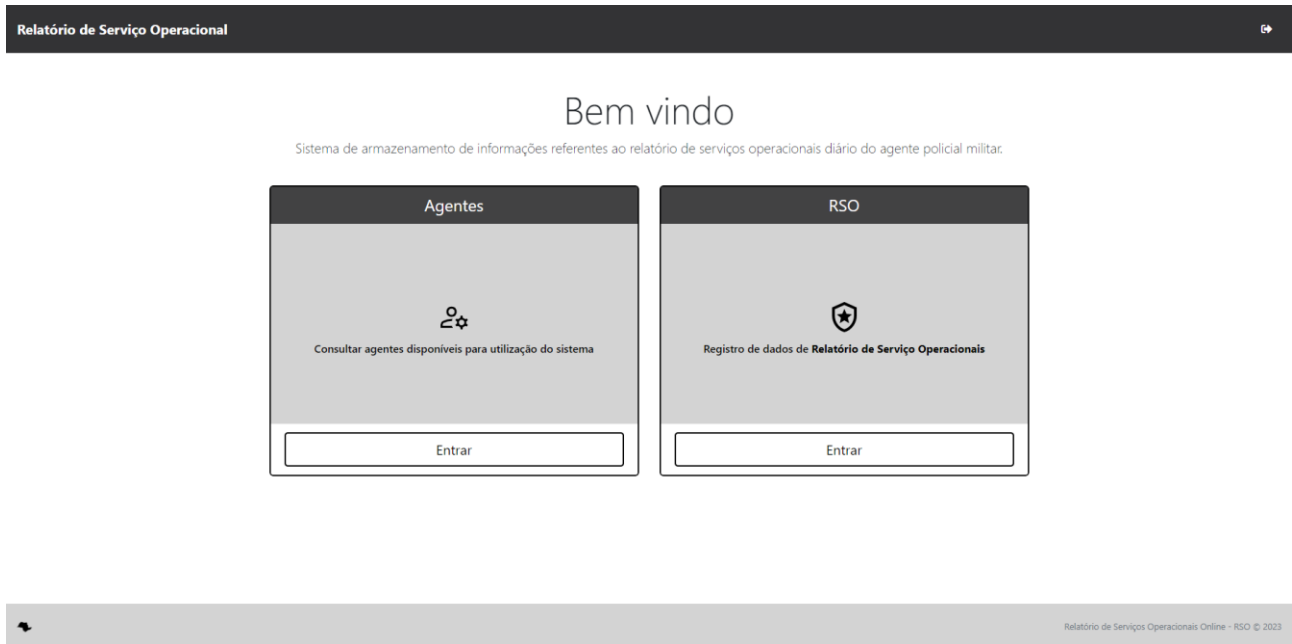 Relatório de Serviço Operacional
Bem vindo
Sistema de armazenamento de informações referentes ao relatório de serviços operacionais diário do agente policial militar.
Agentes
Consultar agentes disponíveis para utilização do sistema
Entrar
RSO
Registro de dados de Relatório de Serviço Operacionais
Entrar
Relatório de Serviços Operacionais Online - RSO © 2023